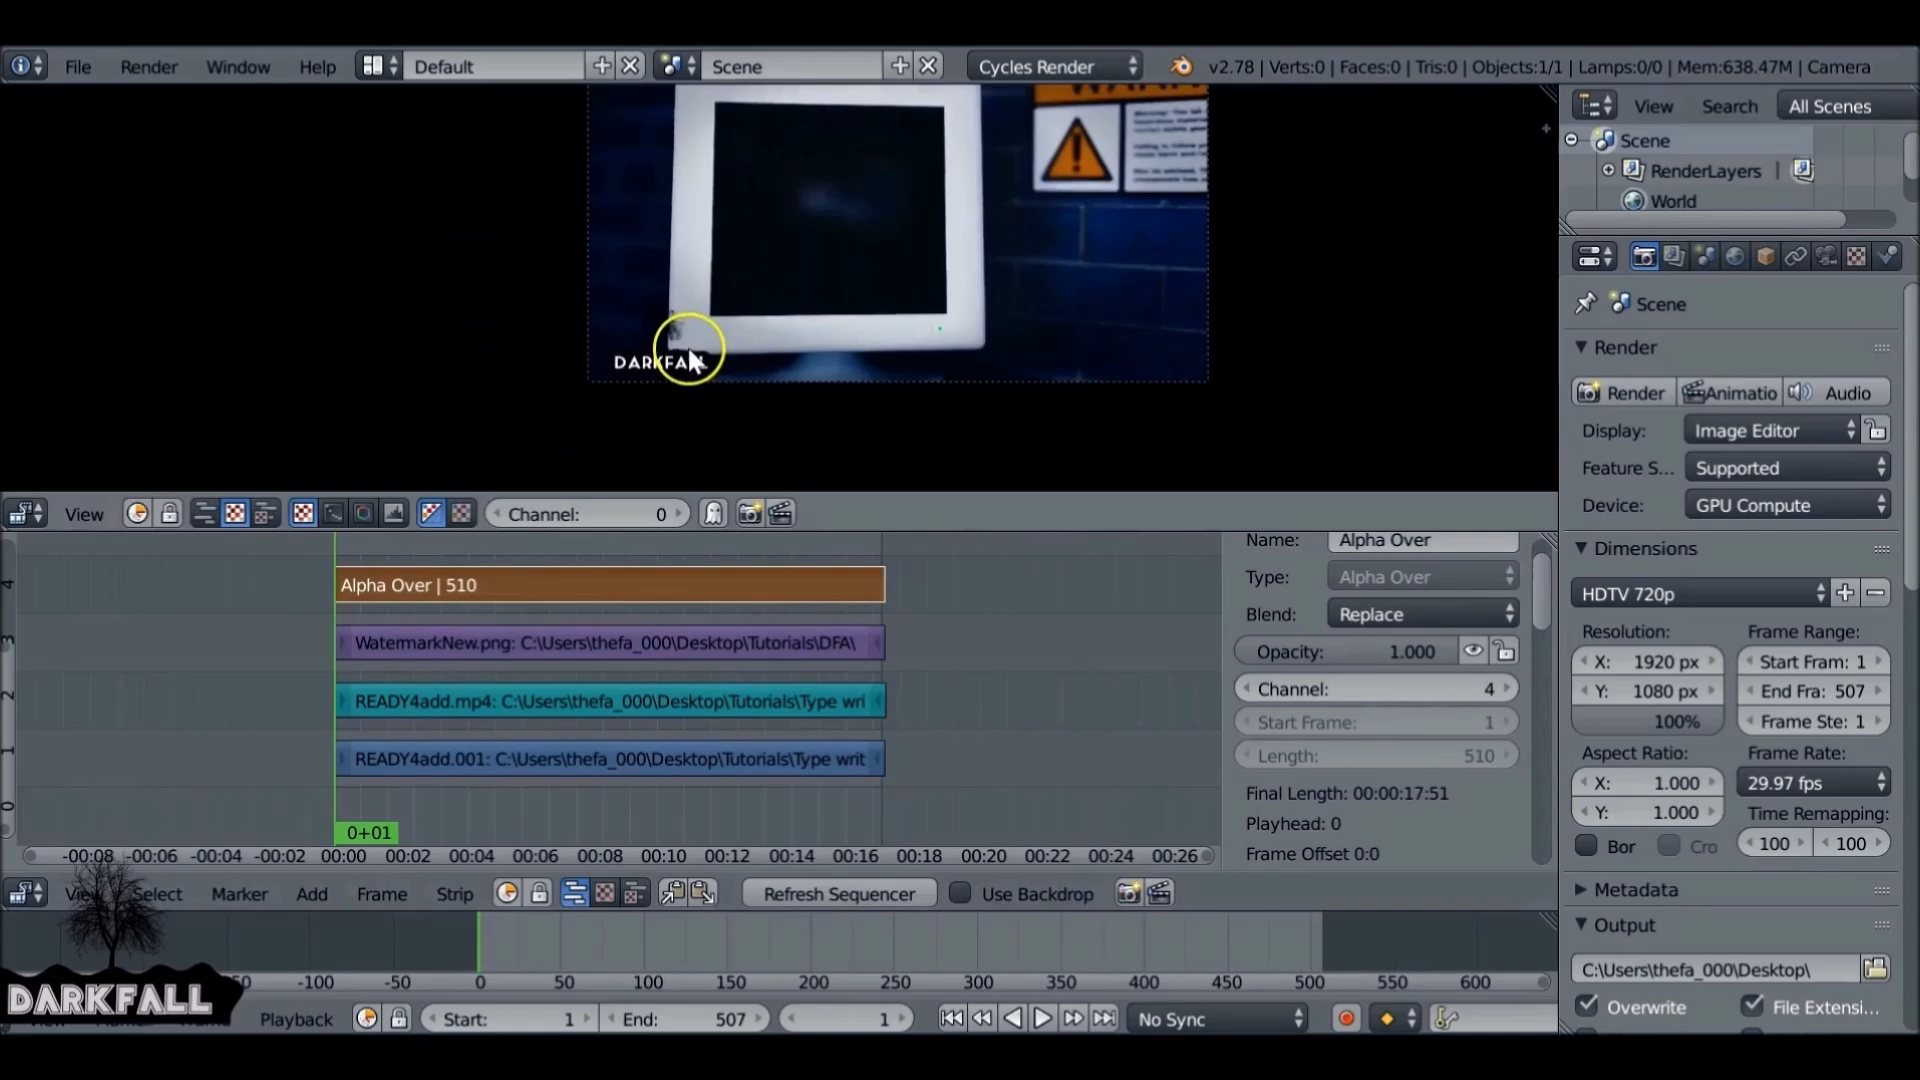 File Render Window Help Default Scene Cycles Render v2.78 | Verts:0 | Faces:0 | Tris:0 | Objects:1/1 | Lamps:0/0 | Mem:638.47M | Camera
View Search All Scenes
Scene
RenderLayers
World
DARKFALL
Scene
Render
Render Animatio Audio
Display: Image Editor
Feature S... Supported
Device: GPU Compute
Dimensions
HDTV 720p
Resolution: Frame Range:
X: 1920 px Start Fram: 1
Y: 1080 px End Fra: 507
100% Frame Ste: 1
Aspect Ratio: Frame Rate:
X: 1.000 29.97 fps
Y: 1.000 Time Remapping:
Bor Cro 100 100
Metadata
Output
C:\Users\thefa_000\Desktop\
Overwrite File Extensi...
View Channel: 0
4 Alpha Over | 510
3 WatermarkNew.png: C:\Users\thefa_000\Desktop\Tutorials\DFA\
2 READY4add.mp4: C:\Users\thefa_000\Desktop\Tutorials\Type wri
1 READY4add.001: C:\Users\thefa_000\Desktop\Tutorials\Type writ
0
0+01
-00:08 -00:06 -00:04 -00:02 00:00 00:02 00:04 00:06 00:08 00:10 00:12 00:14 00:16 00:18 00:20 00:22 00:24 00:26
Name: Alpha Over
Type: Alpha Over
Blend: Replace
Opacity: 1.000
Channel: 4
Start Frame: 1
Length: 510
Final Length: 00:00:17:51
Playhead: 0
Frame Offset 0:0
View Select Marker Add Frame Strip Refresh Sequencer Use Backdrop
-100 -50 0 50 100 150 200 250 300 350 400 450 500 550 600
DARKFALL
Playback Start: 1 End: 507 1 No Sync